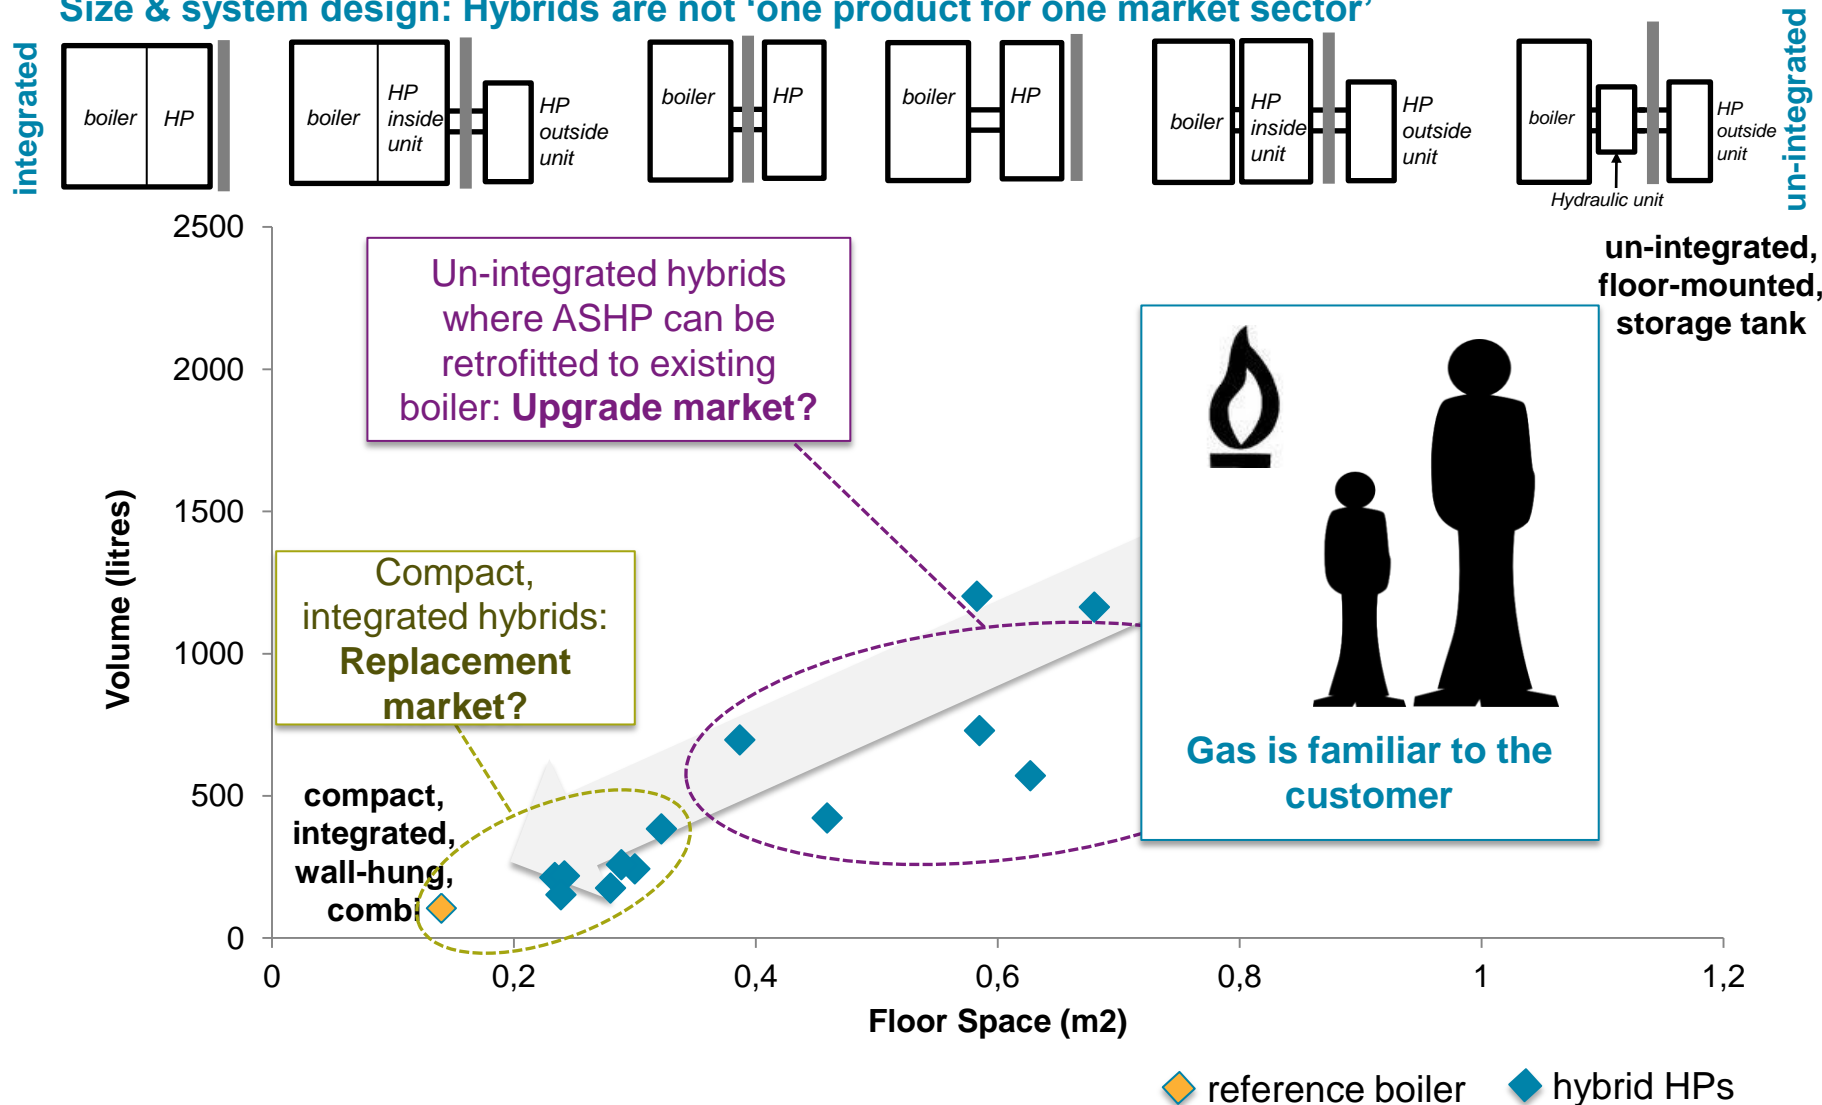 Size & system design: Hybrids are not ‘one product for one market sector’
integrated
boiler
HP
boiler
HP
inside
unit
HP
outside
unit
boiler
HP
boiler
HP
boiler
HP
inside
unit
HP
outside
unit
boiler
Hydraulic unit
HP
outside
unit
un-integrated
un-integrated,
floor-mounted,
storage tank
Un-integrated hybrids
where ASHP can be
retrofitted to existing
boiler: Upgrade market?
Compact,
integrated hybrids:
Replacement
market?
compact,
integrated,
wall-hung,
combi
Gas is familiar to the
customer
Volume (litres)
2500
2000
1500
1000
500
0
0
0,2
0,4
0,6
0,8
1
1,2
Floor Space (m2)
reference boiler
hybrid HPs